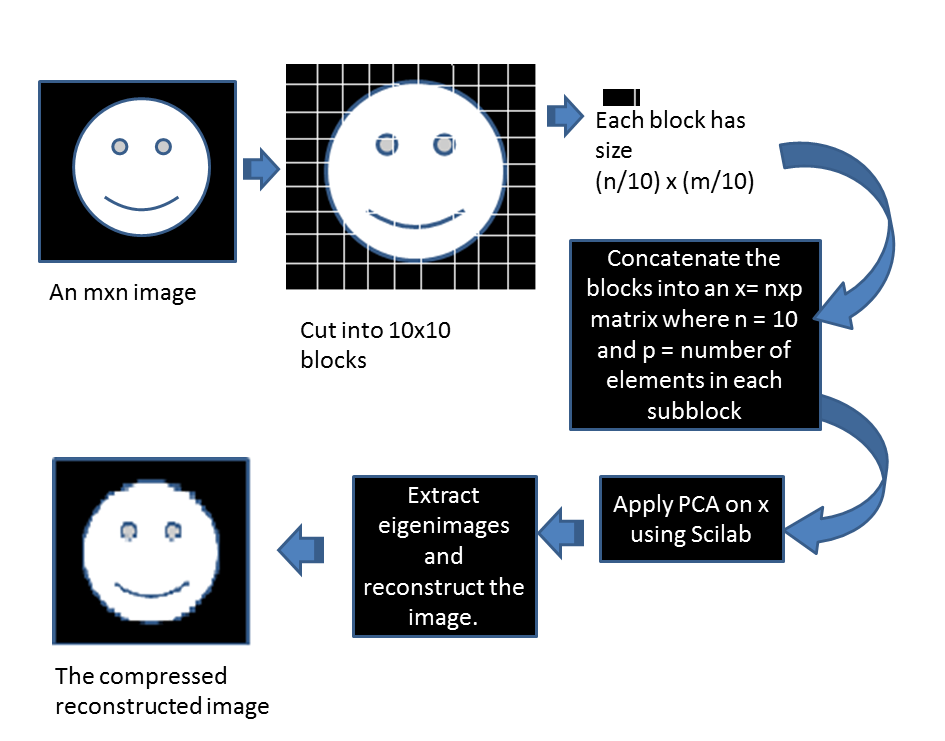 An mxn image
Cut into 10x10
blocks
Each block has
size
(n/10) x (m/10)
Concatenate the
blocks into an x= nxp
matrix where n = 10
and p = number of
elements in each
subblock
Apply PCA on x
using Scilab
Extract
eigenimages
and
reconstruct the
image.
The compressed
reconstructed image